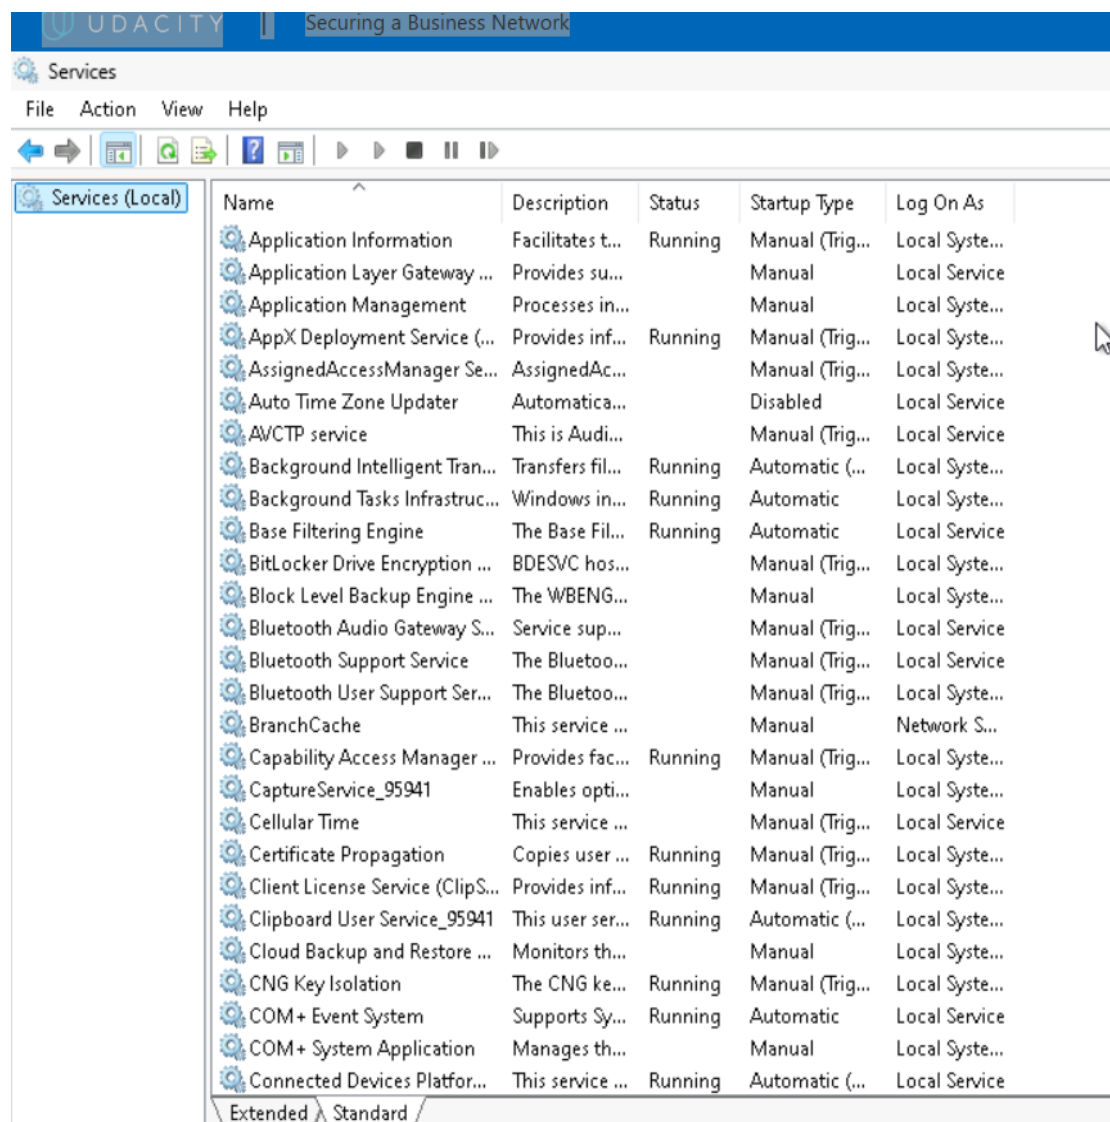 UDACITY | Securing a Business Network
Services
File Action View Help
Services (Local)
Name Description Status Startup Type Log On As
Application Information Facilitates t... Running Manual (Trig... Local Syste...
Application Layer Gateway ... Provides su... Manual Local Service
Application Management Processes in... Manual Local Syste...
AppX Deployment Service (... Provides inf... Running Manual (Trig... Local Syste...
AssignedAccessManager Se... AssignedAc... Manual (Trig... Local Syste...
Auto Time Zone Updater Automatica... Disabled Local Service
AVCTP service This is Audi... Manual (Trig... Local Service
Background Intelligent Tran... Transfers fil... Running Automatic (... Local Syste...
Background Tasks Infrastruc... Windows in... Running Automatic Local Syste...
Base Filtering Engine The Base Fil... Running Automatic Local Service
BitLocker Drive Encryption ... BDESVC hos... Manual (Trig... Local Syste...
Block Level Backup Engine ... The WBENG... Manual Local Syste...
Bluetooth Audio Gateway S... Service sup... Manual (Trig... Local Service
Bluetooth Support Service The Bluetoo... Manual (Trig... Local Service
Bluetooth User Support Ser... The Bluetoo... Manual (Trig... Local Syste...
BranchCache This service ... Manual Network S...
Capability Access Manager ... Provides fac... Running Manual (Trig... Local Syste...
CaptureService_95941 Enables opti... Manual Local Syste...
Cellular Time This service ... Manual (Trig... Local Service
Certificate Propagation Copies user ... Running Manual (Trig... Local Syste...
Client License Service (ClipS... Provides inf... Running Manual (Trig... Local Syste...
Clipboard User Service_95941 This user ser... Running Automatic (... Local Syste...
Cloud Backup and Restore ... Monitors th... Manual Local Syste...
CNG Key Isolation The CNG ke... Running Manual (Trig... Local Syste...
COM+ Event System Supports Sy... Running Automatic Local Service
COM+ System Application Manages th... Manual Local Syste...
Connected Devices Platfor... This service ... Running Automatic (... Local Service
Extended Standard